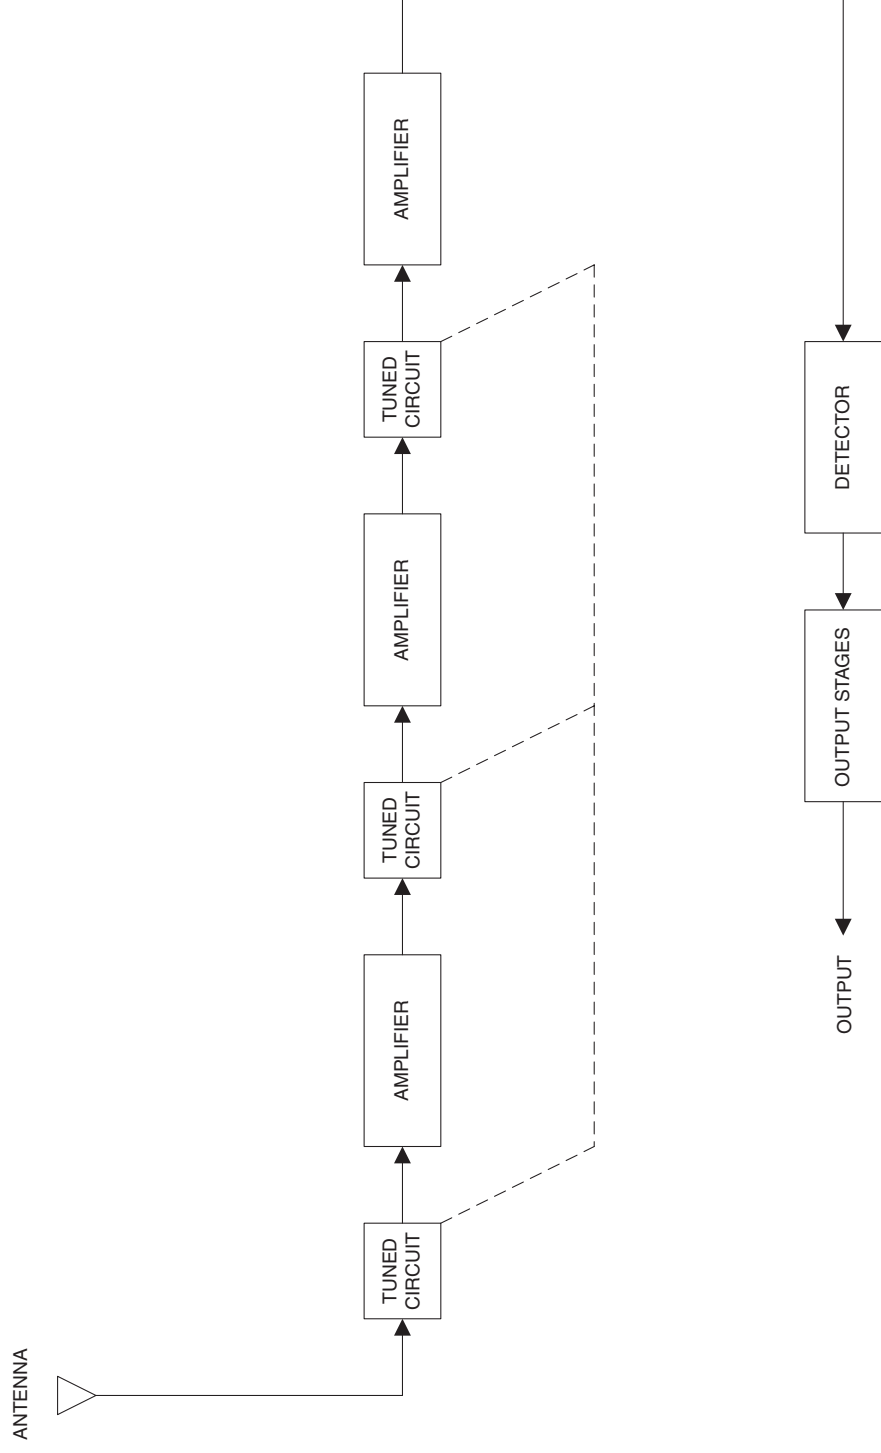 ANTENNA
TUNED
CIRCUIT
AMPLIFIER
TUNED
CIRCUIT
AMPLIFIER
TUNED
CIRCUIT
AMPLIFIER
OUTPUT
OUTPUT STAGES
DETECTOR